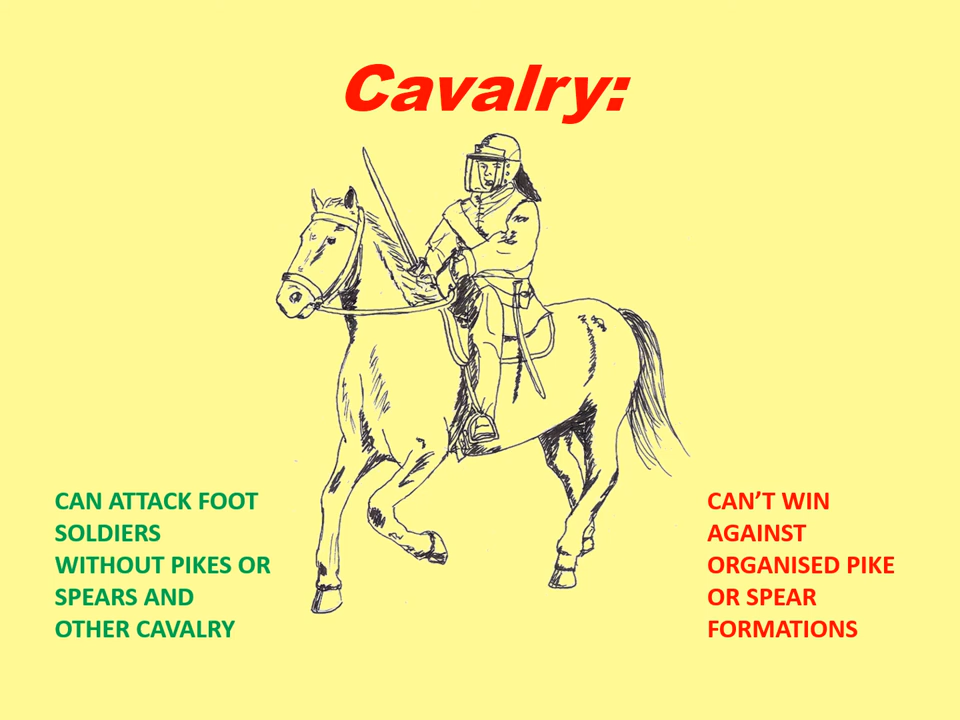 Cavalry:
CAN ATTACK FOOT
SOLDIERS
WITHOUT PIKES OR
SPEARS AND
OTHER CAVALRY
CAN’T WIN
AGAINST
ORGANISED PIKE
OR SPEAR
FORMATIONS